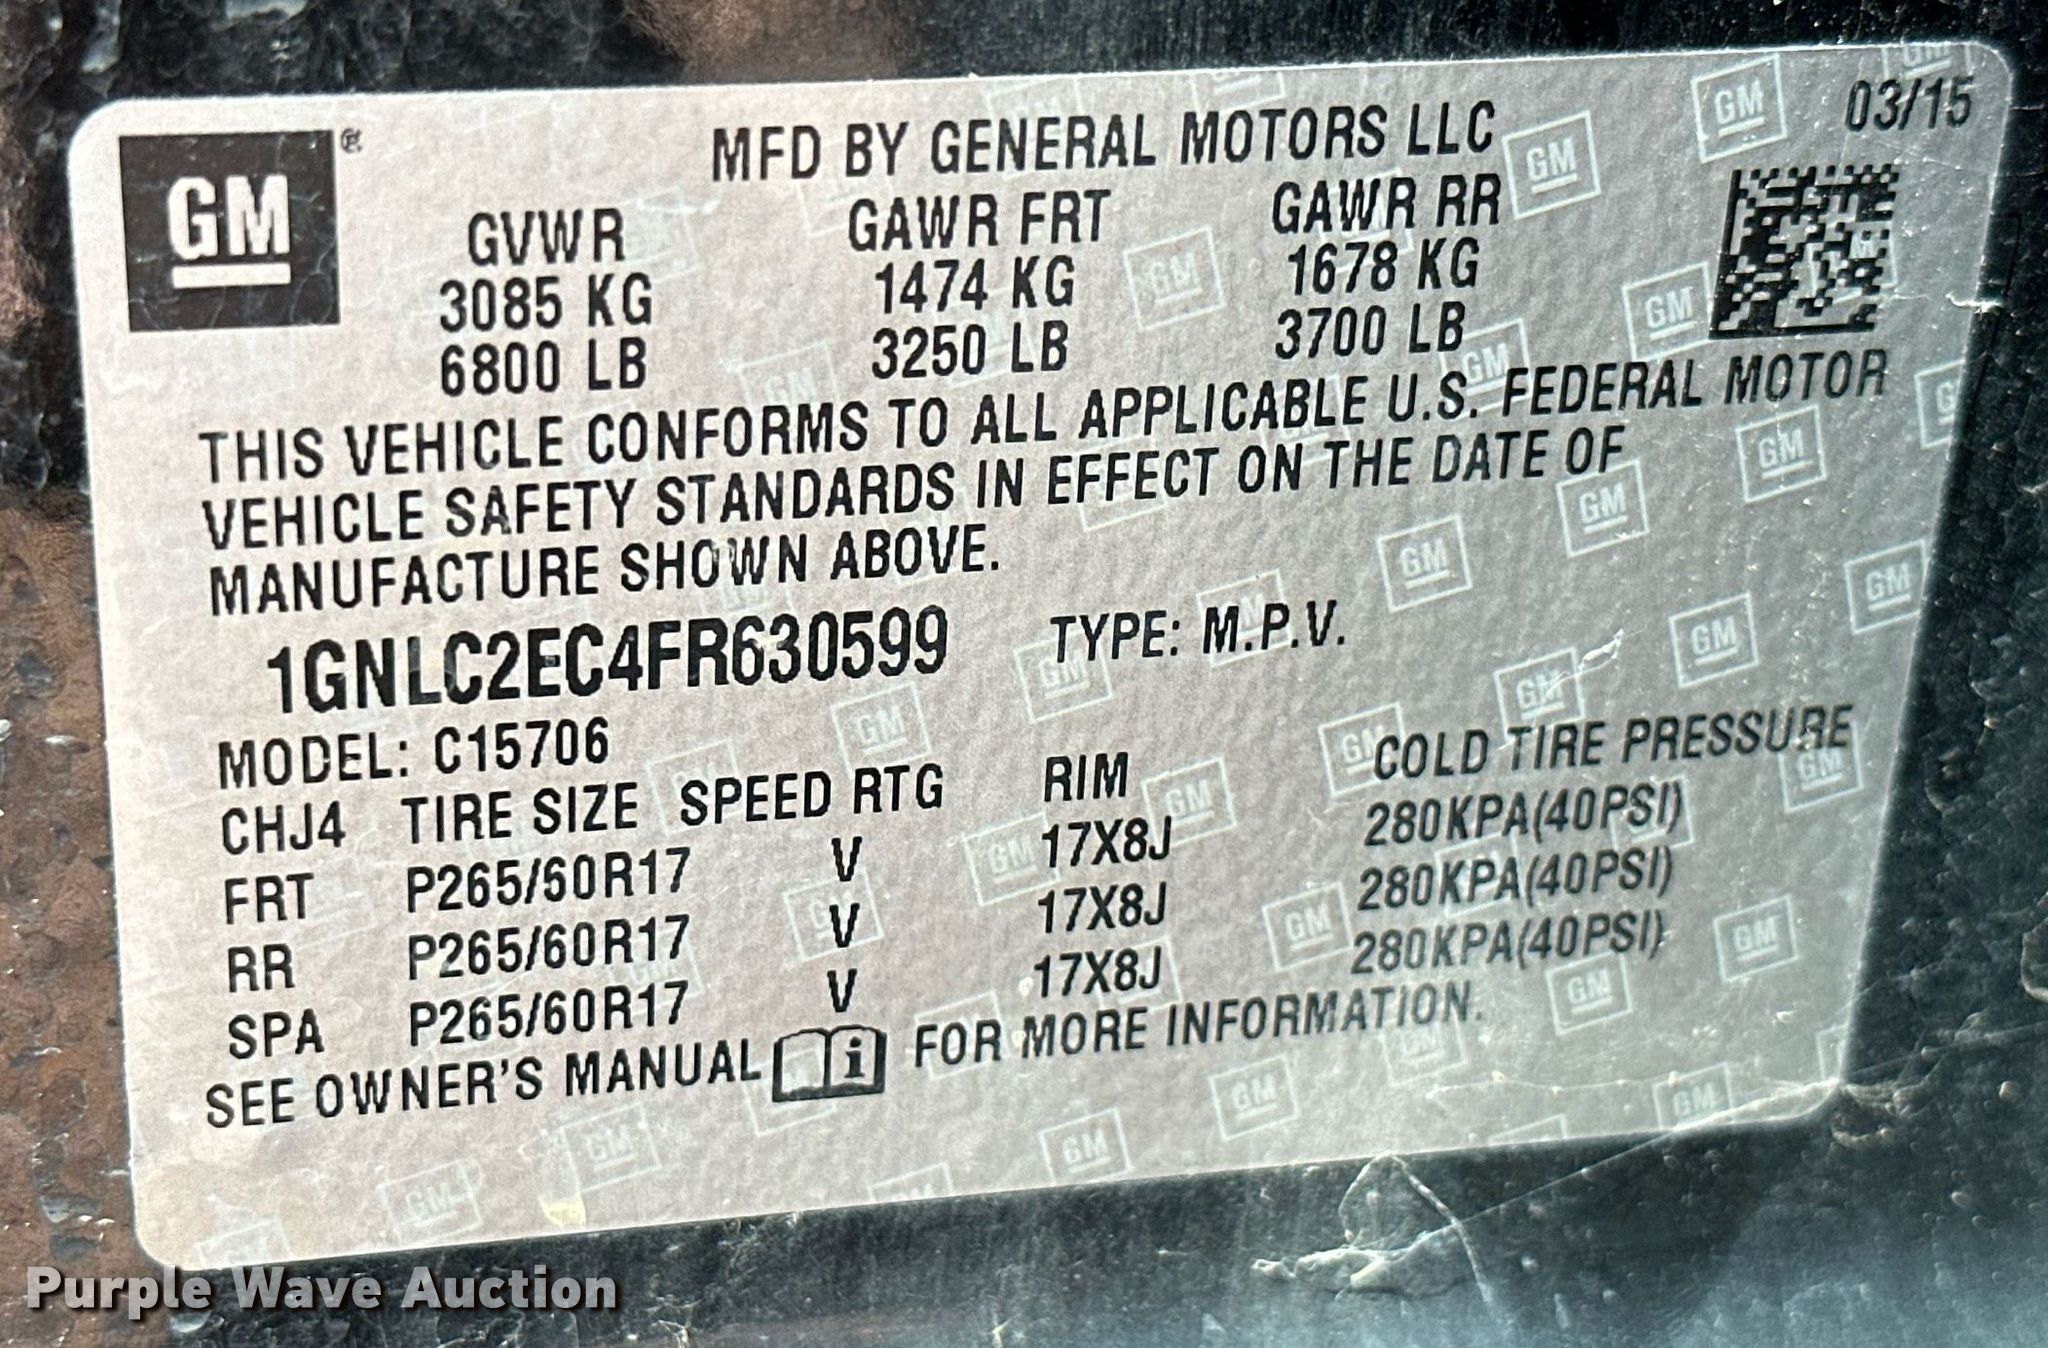 GM®
MFD BY GENERAL MOTORS LLC
03/15
GVWR GAWR FRT GAWR RR
3085 KG 1474 KG 1678 KG
6800 LB 3250 LB 3700 LB
THIS VEHICLE CONFORMS TO ALL APPLICABLE U.S. FEDERAL MOTOR
VEHICLE SAFETY STANDARDS IN EFFECT ON THE DATE OF
MANUFACTURE SHOWN ABOVE.
1GNLC2EC4FR630599 TYPE: M.P.V.
MODEL: C15706
CHJ4 TIRE SIZE SPEED RTG RIM COLD TIRE PRESSURE
FRT P265/60R17 V 17X8J 280KPA(40PSI)
RR P265/60R17 V 17X8J 280KPA(40PSI)
SPA P265/60R17 V 17X8J 280KPA(40PSI)
SEE OWNER'S MANUAL i FOR MORE INFORMATION.
Purple Wave Auction